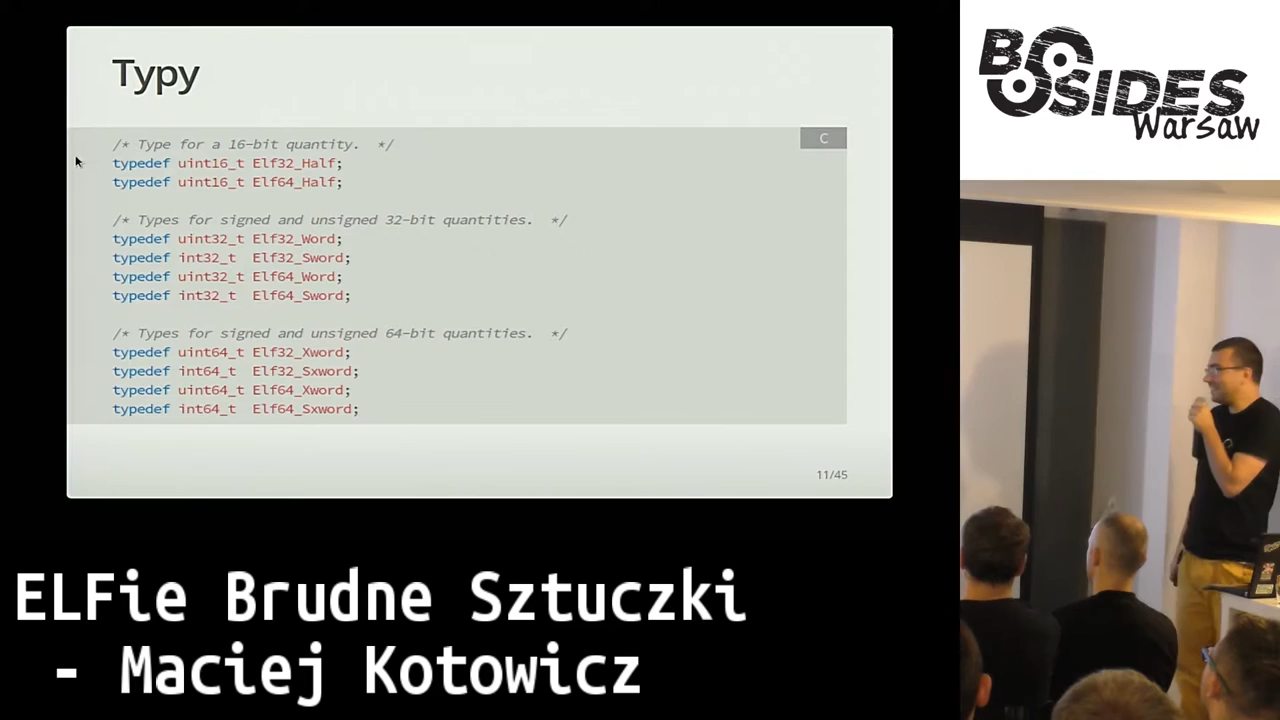 Typy
C
/* Type for a 16-bit quantity.  */
typedef uint16_t Elf32_Half;
typedef uint16_t Elf64_Half;
/* Types for signed and unsigned 32-bit quantities.  */
typedef uint32_t Elf32_Word;
typedef int32_t  Elf32_Sword;
typedef uint32_t Elf64_Word;
typedef int32_t  Elf64_Sword;
/* Types for signed and unsigned 64-bit quantities.  */
typedef uint64_t Elf32_Xword;
typedef int64_t  Elf32_Sxword;
typedef uint64_t Elf64_Xword;
typedef int64_t  Elf64_Sxword;
11/45
BSIDES
Warsaw
ELFie Brudne Sztuczki
- Maciej Kotowicz